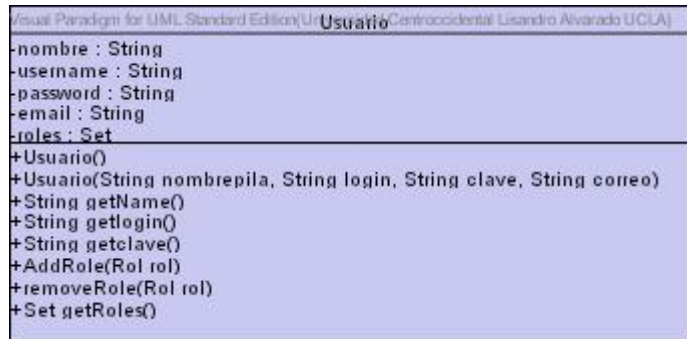 Visual Paradigm for UML Standard Edition(Centroccidental Lisandro Alvarado UCLA)
Usuario
-nombre : String
-username : String
-password : String
-email : String
-roles : Set
+Usuario()
+Usuario(String nombrepila, String login, String clave, String correo)
+String getName()
+String getlogin()
+String getclave()
+AddRole(Rol rol)
+removeRole(Rol rol)
+Set getRoles()